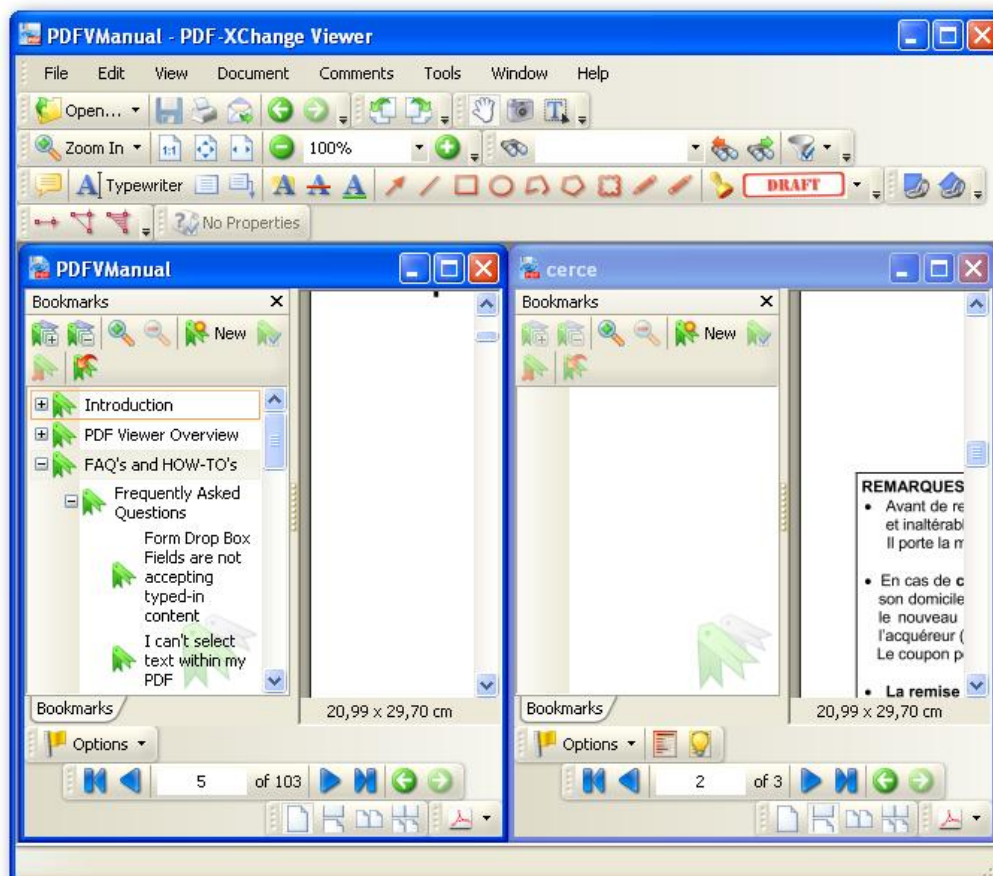 PDFVManual - PDF-XChange Viewer
File Edit View Document Comments Tools Window Help
Open...
Zoom In 1:1 100%
A Typewriter A A A DRAFT
No Properties
PDFVManual
Bookmarks
New
Introduction
PDF Viewer Overview
FAQ's and HOW-TO's
Frequently Asked
Questions
Form Drop Box
Fields are not
accepting
typed-in
content
I can't select
text within my
PDF
Bookmarks
20,99 x 29,70 cm
Options
5 of 103
cerce
Bookmarks
New
REMARQUES
• Avant de re
et inaltérabl
Il porte la m
• En cas de c
son domicile
le nouveau
l'acquéreur (
Le coupon p
• La remise
Bookmarks
20,99 x 29,70 cm
Options
2 of 3